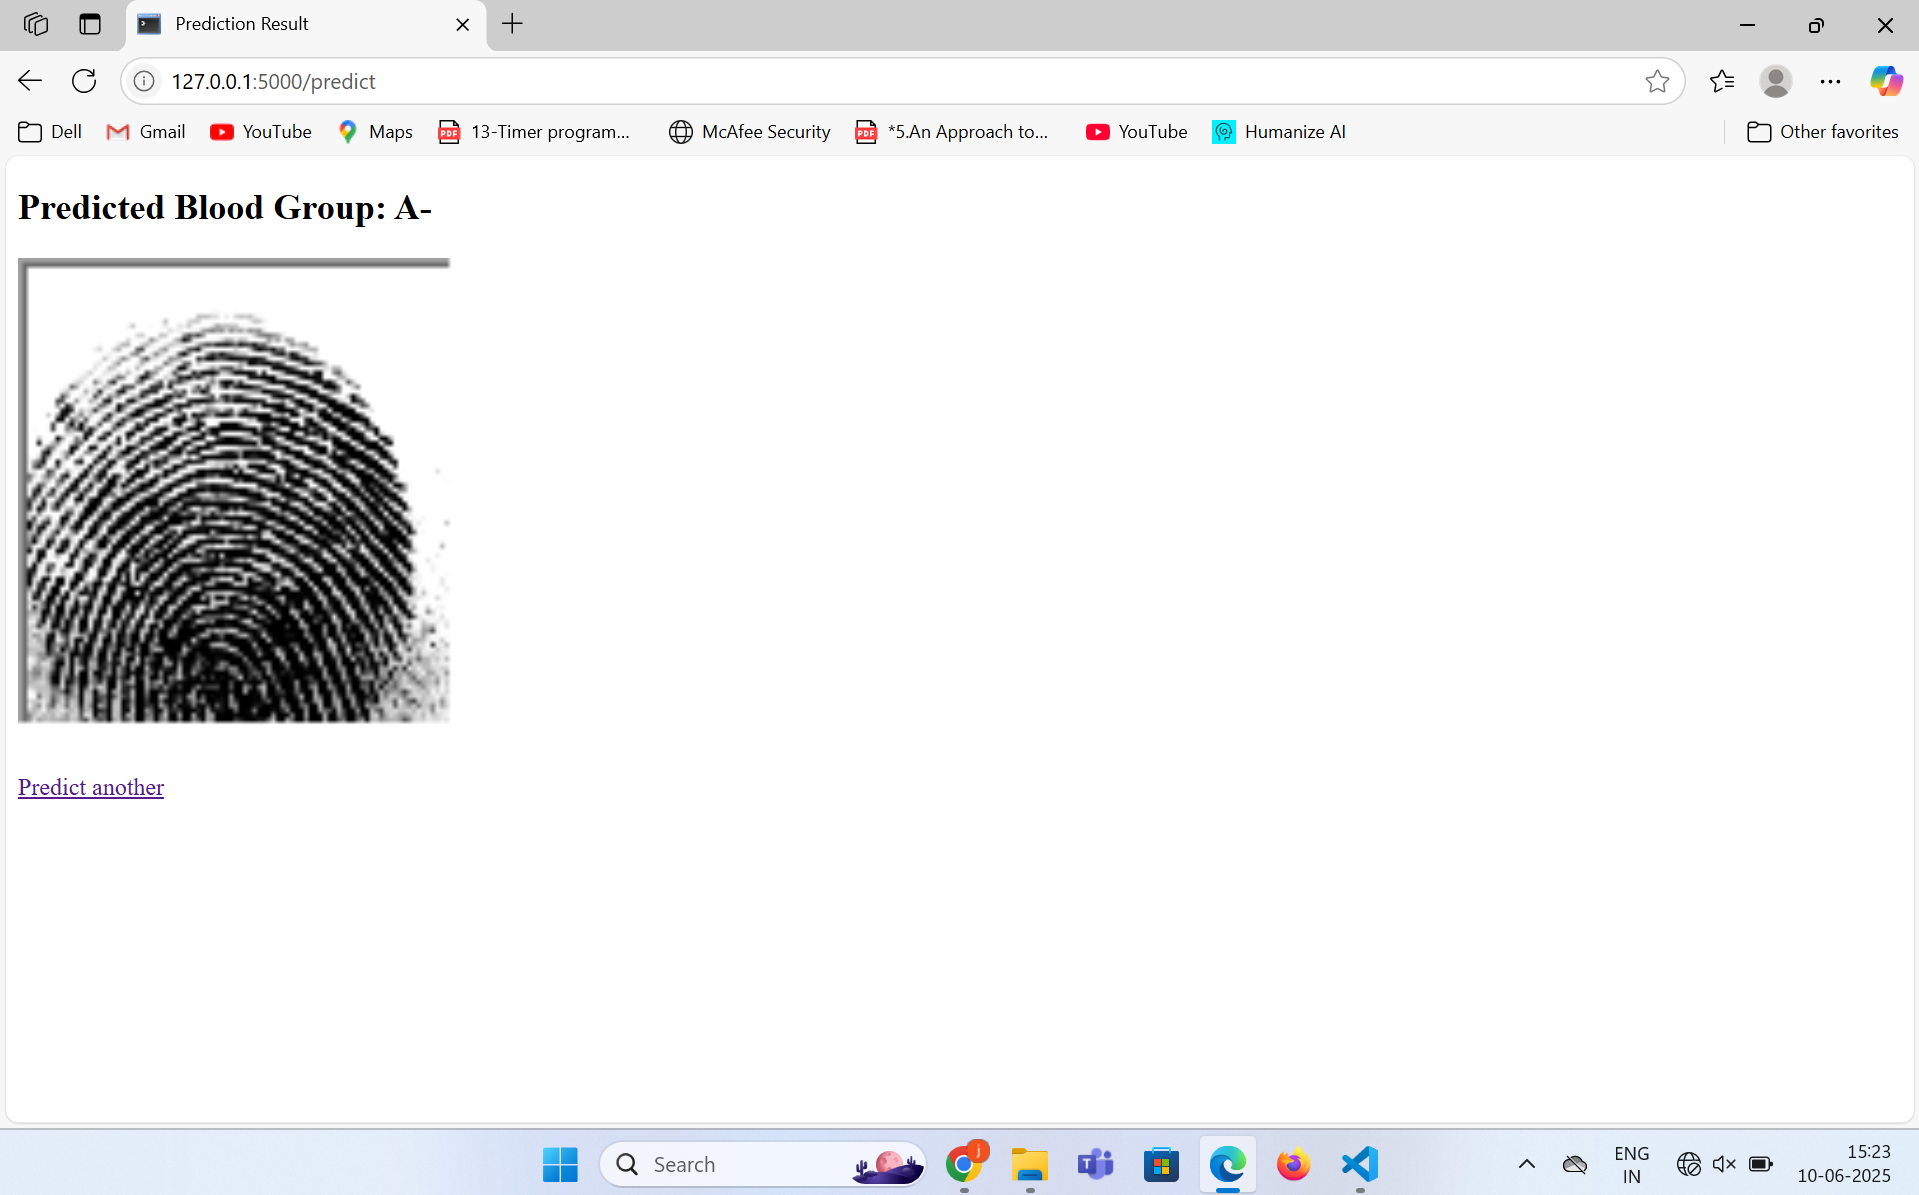 Prediction Result
127.0.0.1:5000/predict
Dell Gmail YouTube Maps 13-Timer program... McAfee Security *5.An Approach to... YouTube Humanize AI Other favorites
Predicted Blood Group: A-
Predict another
Search
ENG
IN
15:23
10-06-2025